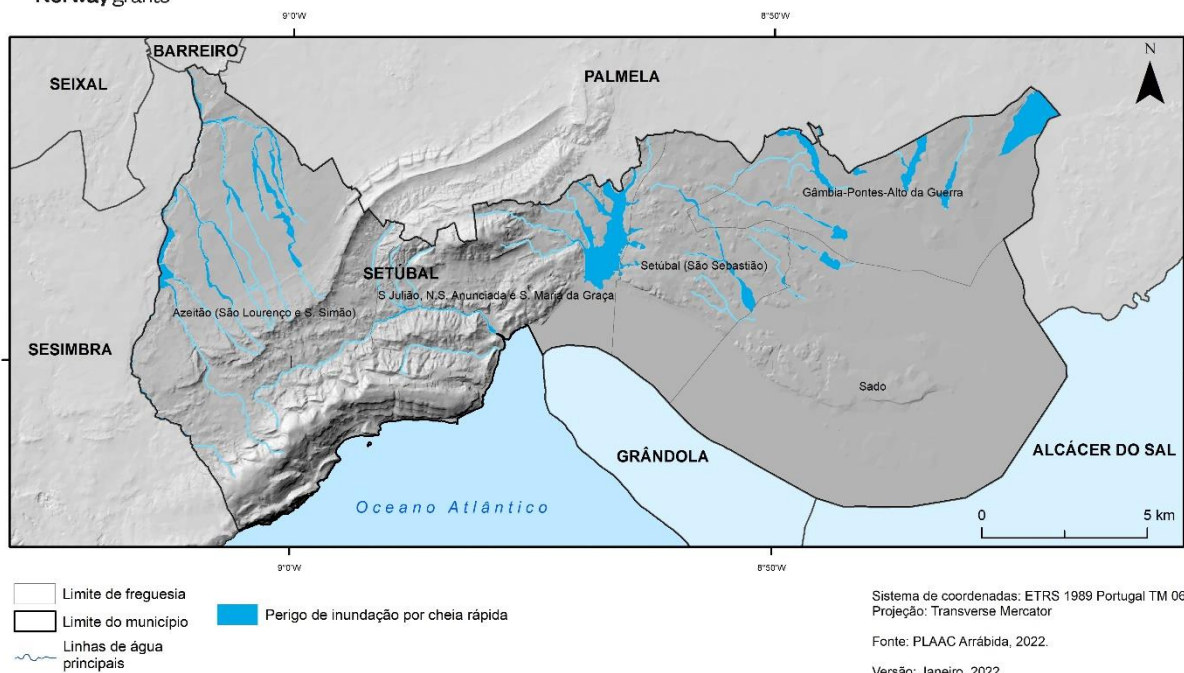 Norway grants
9°0'W
8°50'W
BARREIRO
SEIXAL
PALMELA
N
Gâmbia-Pontes-Alto da Guerra
SETÚBAL
Setúbal (São Sebastião)
S Julião, N.S. Anunciada e S. Maria da Graça
Azeitão (São Lourenço e S. Simão)
SESIMBRA
Sado
GRÂNDOLA
ALCÁCER DO SAL
Oceano Atlântico
0
5 km
9°0'W
8°50'W
Limite de freguesia
Limite do município
Linhas de água
principais
Perigo de inundação por cheia rápida
Sistema de coordenadas: ETRS 1989 Portugal TM 06
Projeção: Transverse Mercator
Fonte: PLAAC Arrábida, 2022.
Versão: Janeiro, 2022